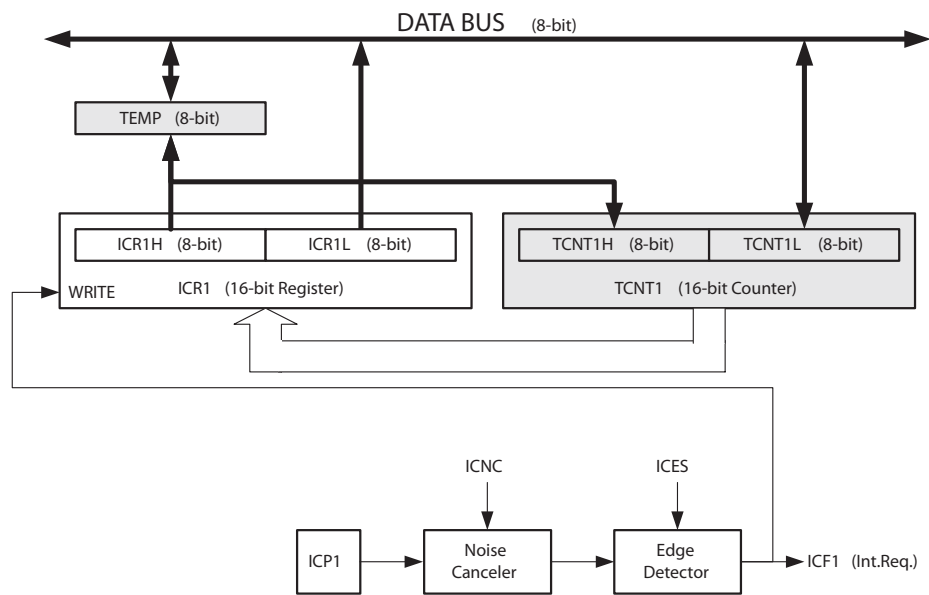 DATA BUS (8-bit)
TEMP (8-bit)
ICR1H (8-bit)
ICR1L (8-bit)
TCNT1H (8-bit)
TCNT1L (8-bit)
WRITE
ICR1 (16-bit Register)
TCNT1 (16-bit Counter)
ICNC
ICES
ICP1
Noise
Canceler
Edge
Detector
ICF1 (Int.Req.)